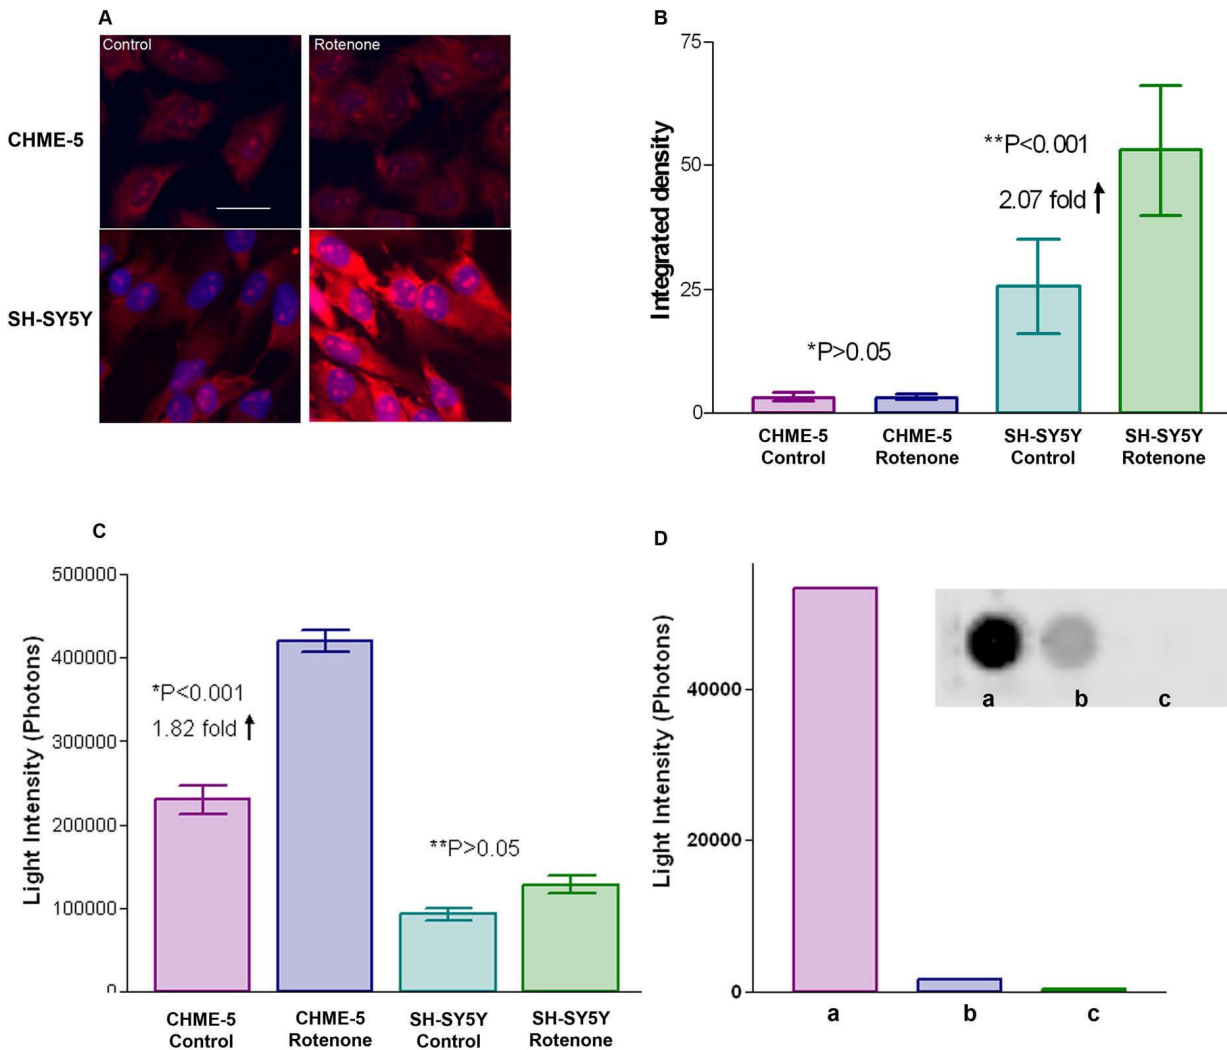 A
Control
Rotenone
CHME-5
SH-SY5Y
B
75
50
25
0
Integrated density
*P>0.05
**P<0.001
2.07 fold
CHME-5
Control
CHME-5
Rotenone
SH-SY5Y
Control
SH-SY5Y
Rotenone
C
500000
400000
300000
200000
100000
0
Light Intensity (Photons)
*P<0.001
1.82 fold
**P>0.05
CHME-5
Control
CHME-5
Rotenone
SH-SY5Y
Control
SH-SY5Y
Rotenone
D
40000
20000
0
Light Intensity (Photons)
a b c
a b c